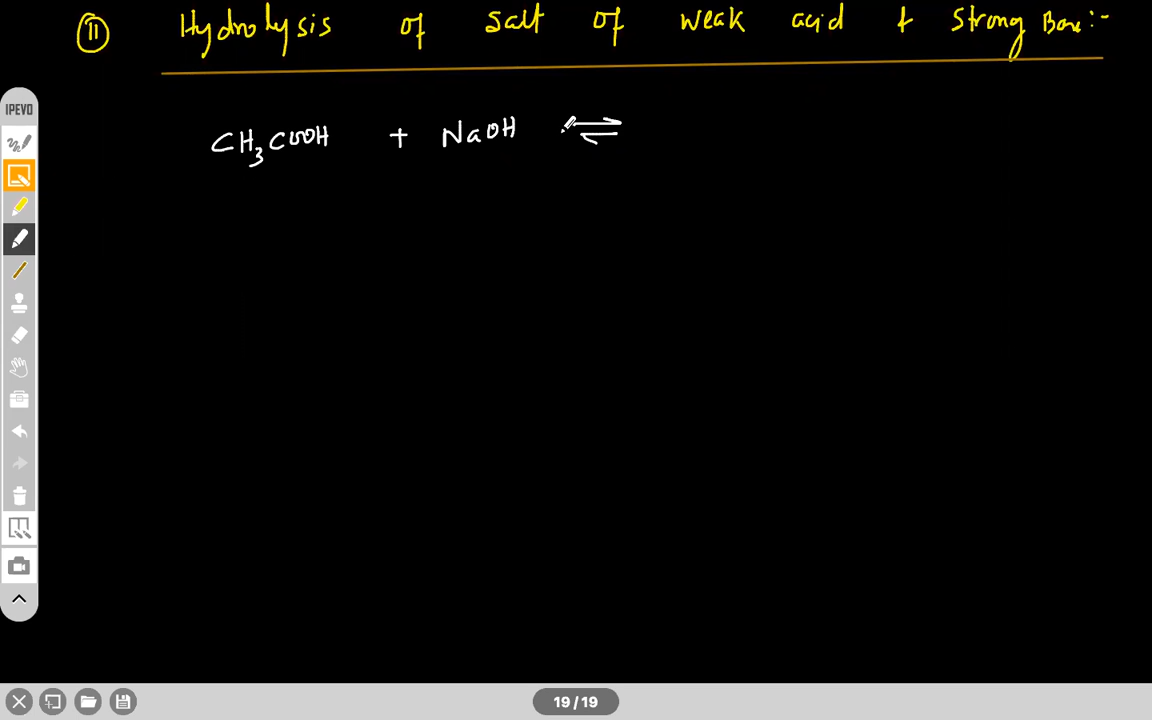 II Hydrolysis of salt of weak acid + Strong Base:-
CH₃COOH + NaOH ⇌
IPEVO
19/19